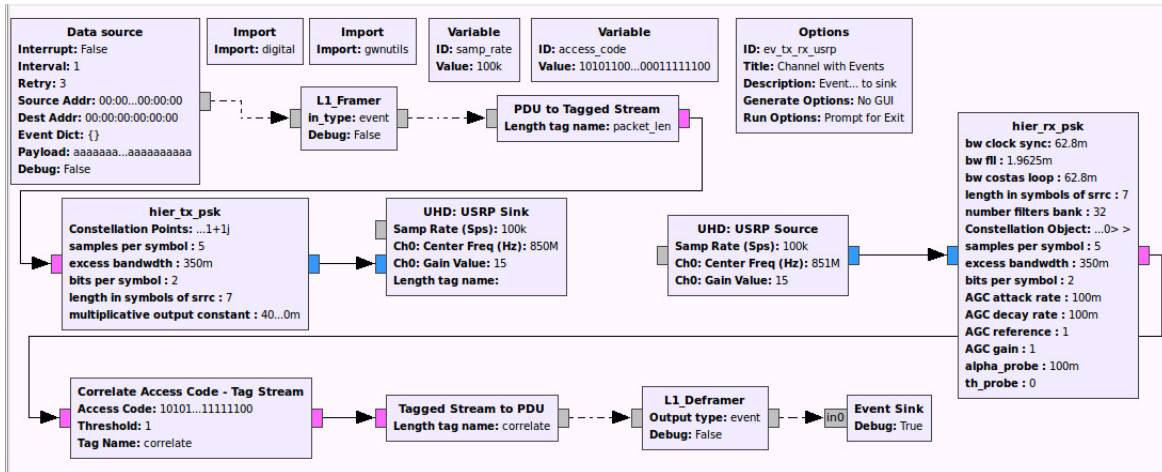 Data source
Interrupt: False
Interval: 1
Retry: 3
Source Addr: 00:00...00:00:00
Dest Addr: 00:00:00:00:00:00
Event Dict: {}
Payload: aaaaaaa...aaaaaaaaaa
Debug: False
Import
Import: digital
Import
Import: gwnutils
Variable
ID: samp_rate
Value: 100k
Variable
ID: access_code
Value: 10101100...00011111100
Options
ID: ev_tx_rx_usrp
Title: Channel with Events
Description: Event... to sink
Generate Options: No GUI
Run Options: Prompt for Exit
L1_Framer
in_type: event
Debug: False
PDU to Tagged Stream
Length tag name: packet_len
hier_tx_psk
Constellation Points: ...1+1j
samples per symbol : 5
excess bandwdth : 350m
bits per symbol : 2
length in symbols of srrc : 7
multiplicative output constant : 40...0m
UHD: USRP Sink
Samp Rate (Sps): 100k
Ch0: Center Freq (Hz): 850M
Ch0: Gain Value: 15
Length tag name:
UHD: USRP Source
Samp Rate (Sps): 100k
Ch0: Center Freq (Hz): 851M
Ch0: Gain Value: 15
hier_rx_psk
bw clock sync: 62.8m
bw fll : 1.9625m
bw costas loop : 62.8m
length in symbols of srrc : 7
number filters bank : 32
Constellation Object: ...0> >
samples per symbol : 5
excess bandwdth : 350m
bits per symbol : 2
AGC attack rate : 100m
AGC decay rate : 100m
AGC reference : 1
AGC gain : 1
alpha_probe : 100m
th_probe : 0
Correlate Access Code - Tag Stream
Access Code: 10101...11111100
Threshold: 1
Tag Name: correlate
Tagged Stream to PDU
Length tag name: correlate
L1_Deframer
Output type: event
Debug: False
in0
Event Sink
Debug: True